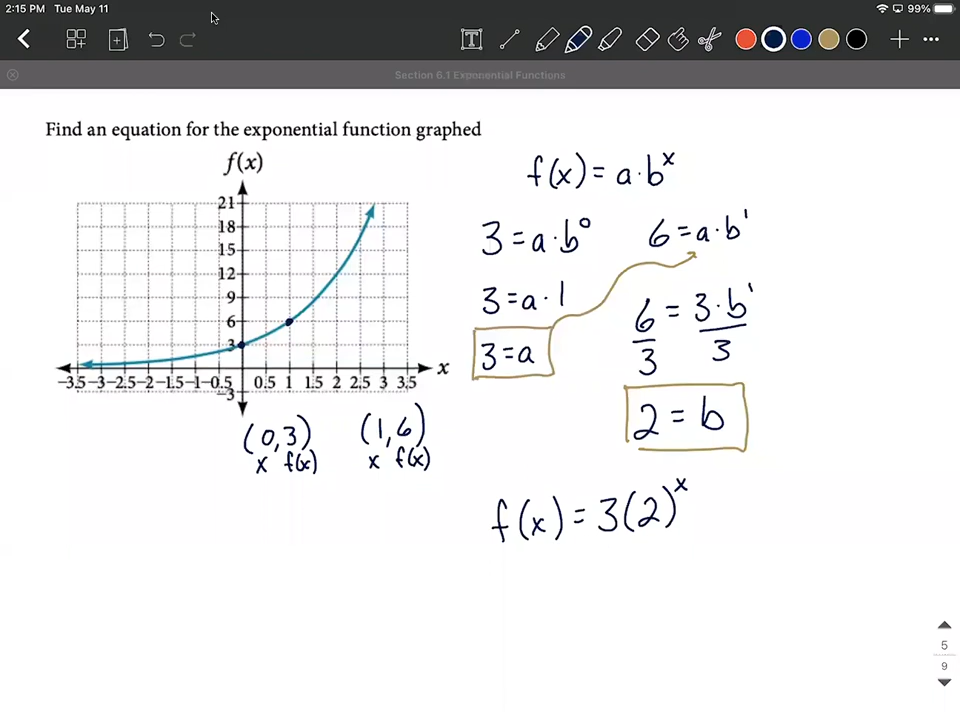 2:15 PM Tue May 11
99%
Section 6.1 Exponential Functions
Find an equation for the exponential function graphed
f(x)
21
18
15
12
9
6
3
−3.5 −3 −2.5 −2 −1.5 −1 −0.5 0.5 1 1.5 2 2.5 3 3.5 x
−3
(0,3) (1,6)
x f(x) x f(x)
f(x) = a·b^x
3 = a·b^0
6 = a·b^1
3 = a·1
3 = a
6/3 = 3·b^1/3
2 = b
f(x) = 3(2)^x
5
9